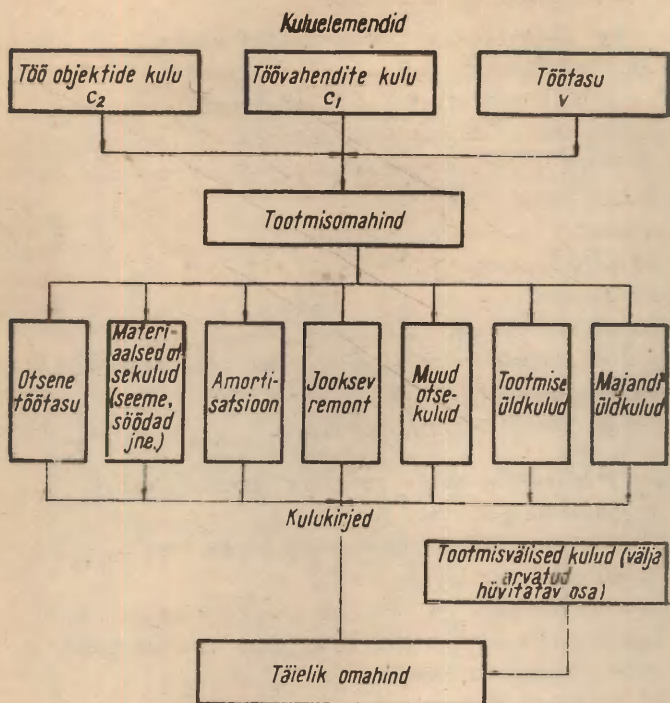 Kuluelemendid
Töö objektide kulu
c₂
Töövahendite kulu
c₁
Töötasu
v
Tootmisomahind
Otsene
töötasu
Materi-
aalsed ot
sekulud
(seeme,
söödad
jne.)
Amorti-
satsioon
Jooksev
remont
Muud
otse-
kulud
Tootmise
üldkulud
Majandi
üldkulud
Kulukirjed
Tootmisvälised kulud (välja
arvatud
hüvitatav osa)
Täielik omahind